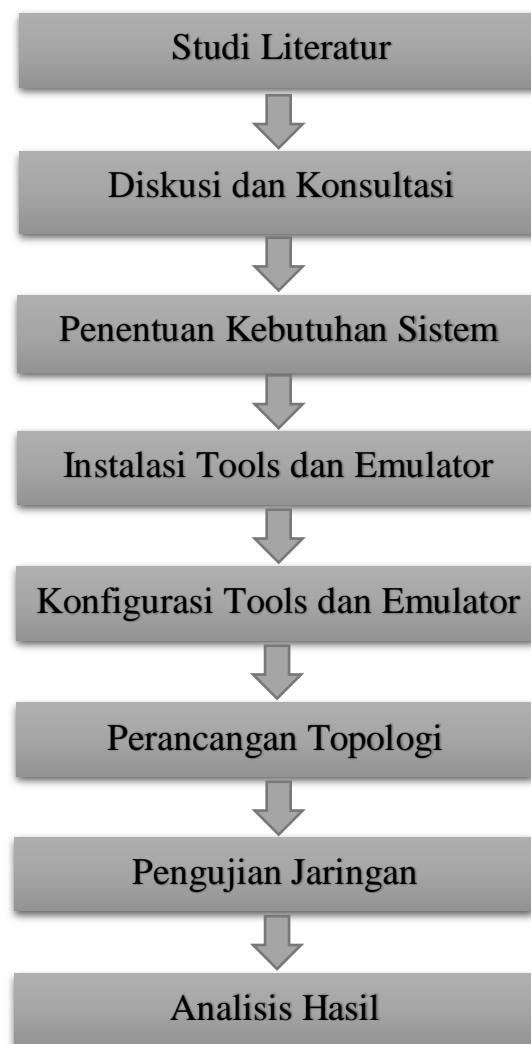 Studi Literatur
Diskusi dan Konsultasi
Penentuan Kebutuhan Sistem
Instalasi Tools dan Emulator
Konfigurasi Tools dan Emulator
Perancangan Topologi
Pengujian Jaringan
Analisis Hasil